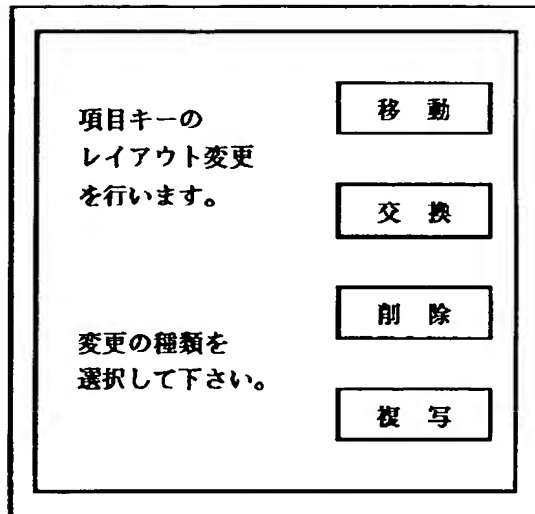 項目キーの
レイアウト変更
を行います。
変更の種類を
選択して下さい。
移 動
交 換
削 除
複 写